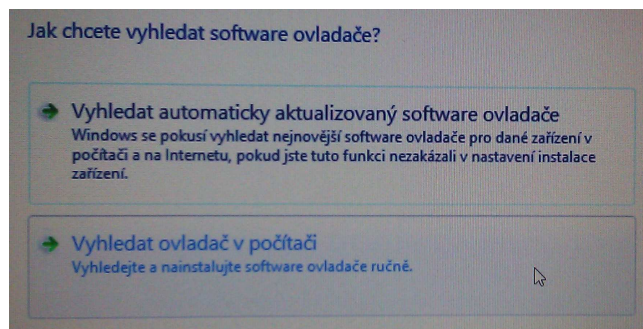 Jak chcete vyhledat software ovladače?
Vyhledat automaticky aktualizovaný software ovladače
Windows se pokusí vyhledat nejnovější software ovladače pro dané zařízení v
počítači a na Internetu, pokud jste tuto funkci nezakázali v nastavení instalace
zařízení.
Vyhledat ovladač v počítači
Vyhledejte a nainstalujte software ovladače ručně.